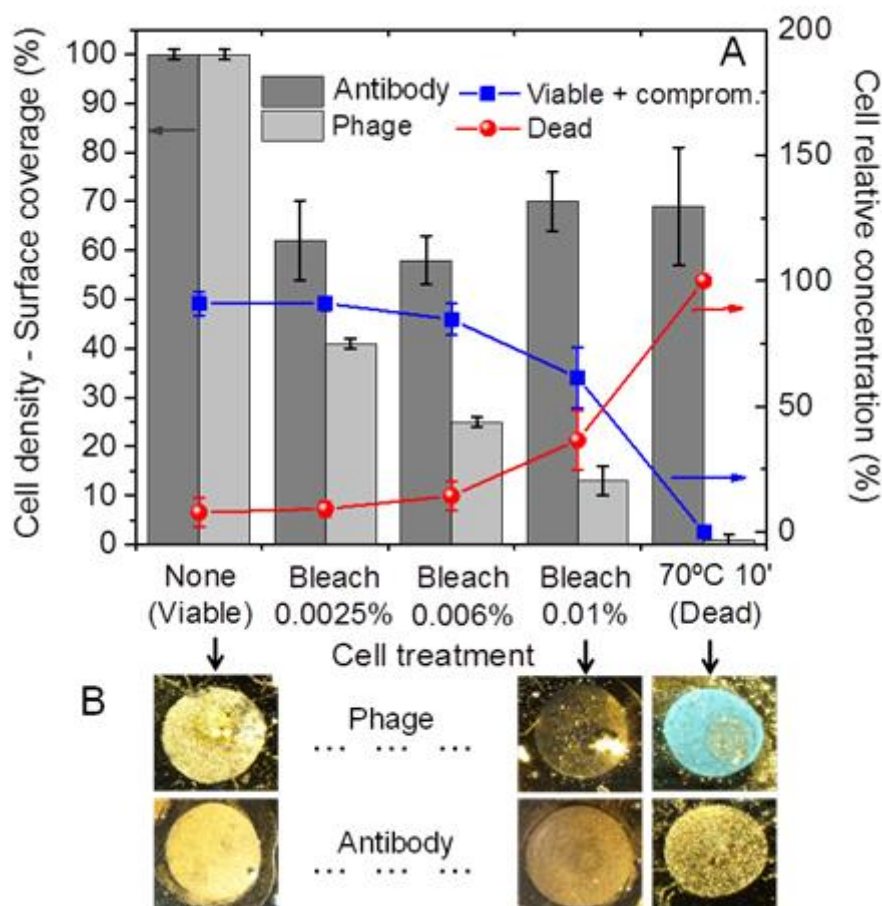 A
Cell density - Surface coverage (%)
100
90
80
70
60
50
40
30
20
10
0
Antibody
Phage
Viable + comprom.
Dead
200
150
100
50
0
Cell relative concentration (%)
None
(Viable)
Bleach
0.0025%
Bleach
0.006%
Bleach
0.01%
70ºC 10'
(Dead)
Cell treatment
B
Phage
... ... ...
Antibody
... ... ...